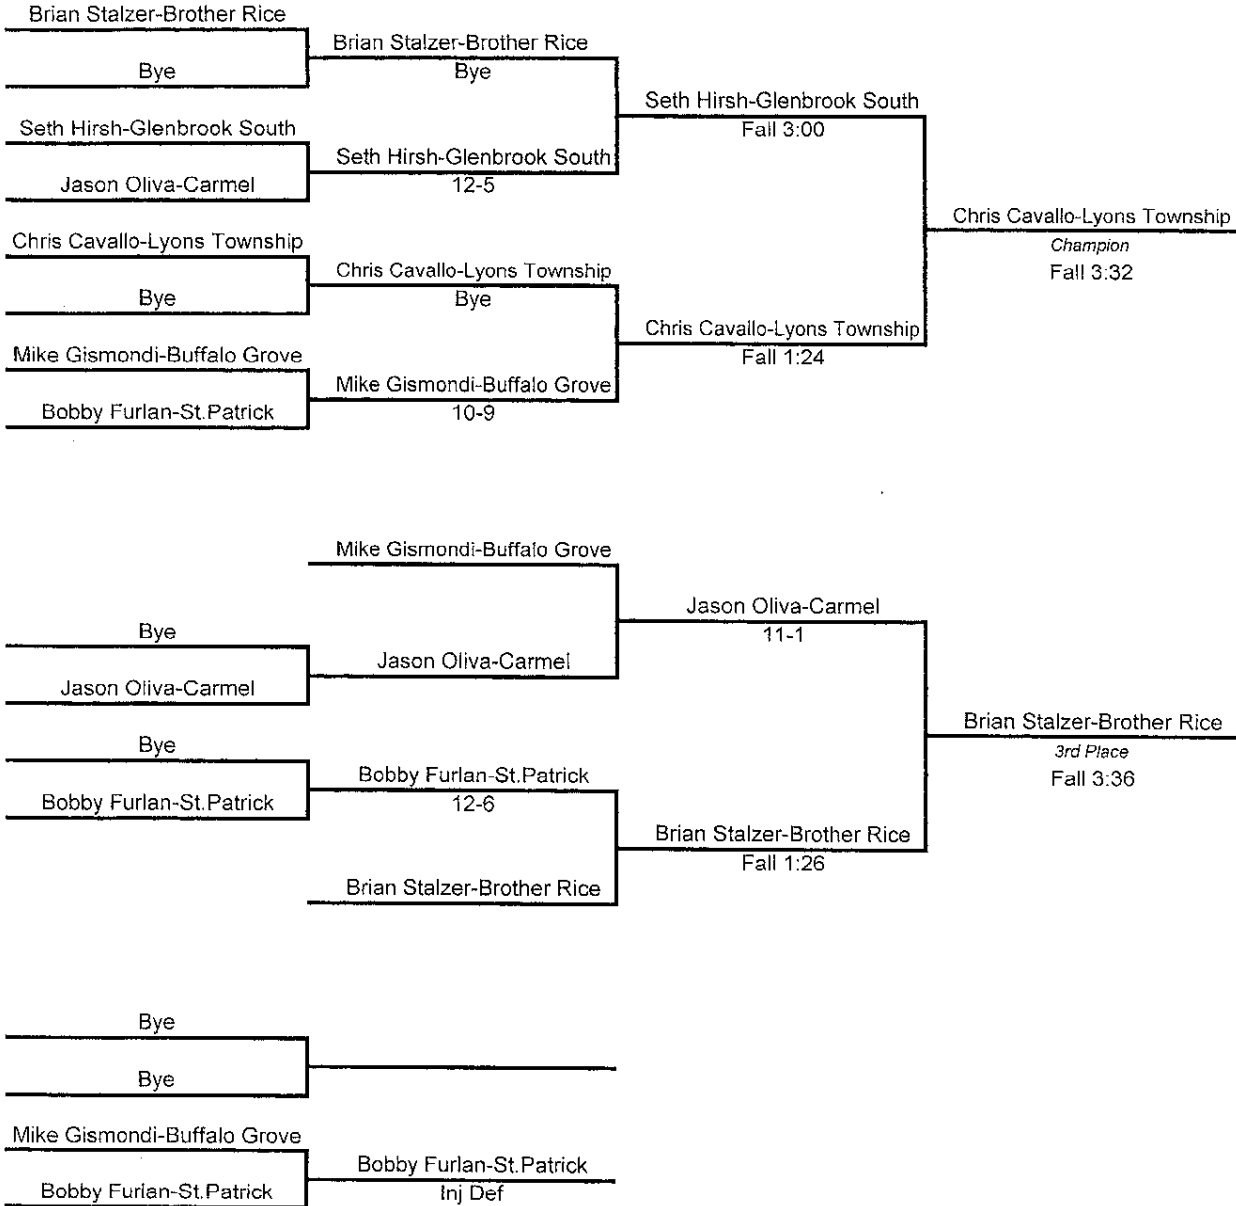 Brian Stalzer-Brother Rice
Bye
Brian Stalzer-Brother Rice
Bye
Seth Hirsh-Glenbrook South
Jason Oliva-Carmel
Seth Hirsh-Glenbrook South
12-5
Seth Hirsh-Glenbrook South
Fall 3:00
Chris Cavallo-Lyons Township
Bye
Chris Cavallo-Lyons Township
Bye
Mike Gismondi-Buffalo Grove
Bobby Furlan-St.Patrick
Mike Gismondi-Buffalo Grove
10-9
Chris Cavallo-Lyons Township
Fall 1:24
Chris Cavallo-Lyons Township
Champion
Fall 3:32
Mike Gismondi-Buffalo Grove
Bye
Jason Oliva-Carmel
Jason Oliva-Carmel
Jason Oliva-Carmel
11-1
Bye
Bobby Furlan-St.Patrick
Bobby Furlan-St.Patrick
12-6
Brian Stalzer-Brother Rice
Brian Stalzer-Brother Rice
Fall 1:26
Brian Stalzer-Brother Rice
3rd Place
Fall 3:36
Bye
Bye
Mike Gismondi-Buffalo Grove
Bobby Furlan-St.Patrick
Bobby Furlan-St.Patrick
Inj Def